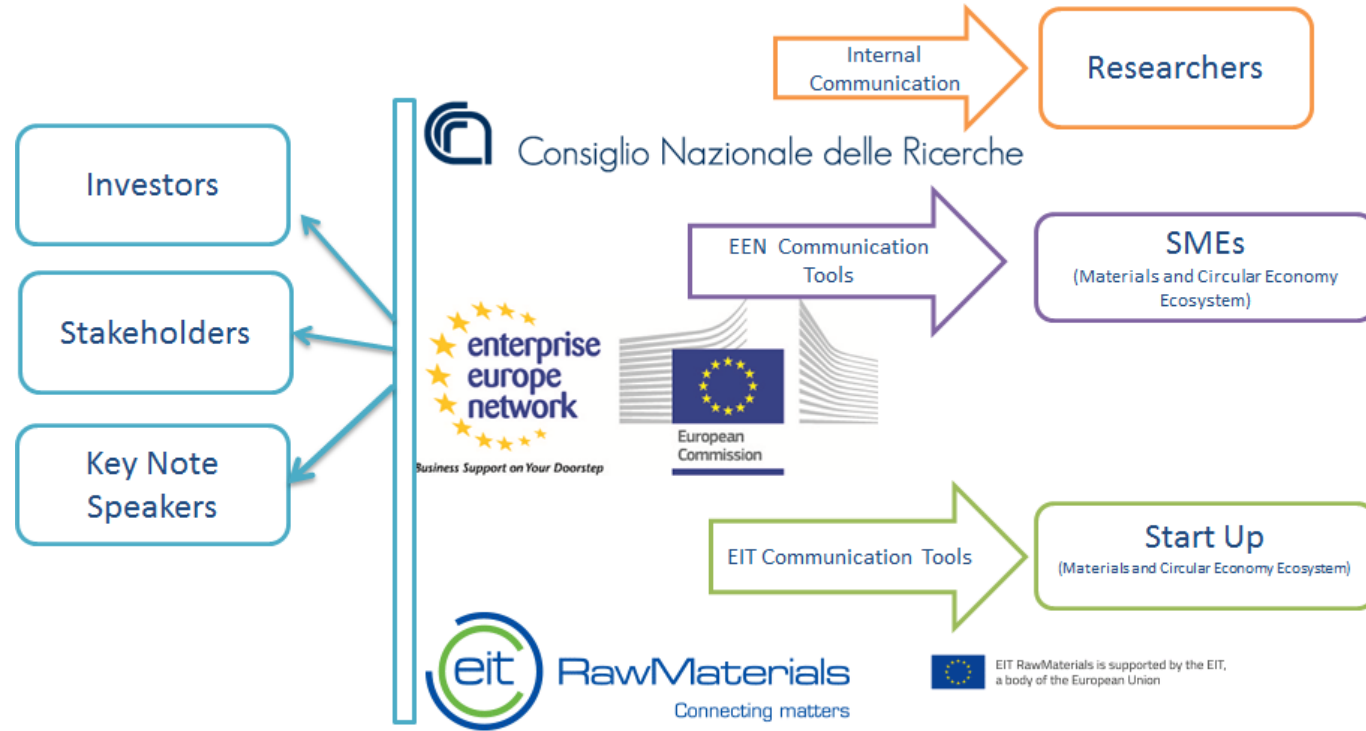 Internal
Communication
Researchers
Consiglio Nazionale delle Ricerche
Investors
EEN Communication
Tools
SMEs
(Materials and Circular Economy
Ecosystem)
Stakeholders
enterprise
europe
network
Business Support on Your Doorstep
European
Commission
Key Note
Speakers
EIT Communication Tools
Start Up
(Materials and Circular Economy Ecosystem)
eit RawMaterials
Connecting matters
EIT RawMaterials is supported by the EIT,
a body of the European Union